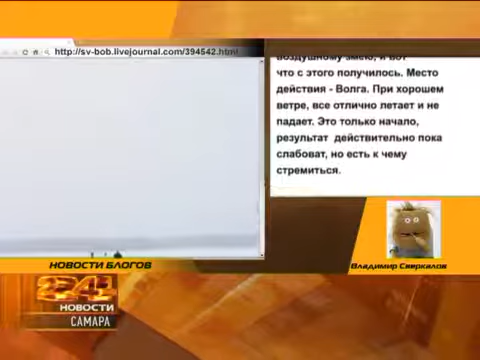 http://sv-bob.livejournal.com/394542.html
воздушному змею, и вот
что с этого получилось. Место
действия - Волга. При хорошем
ветре, все отлично летает и не
падает. Это только начало,
результат действительно пока
слабоват, но есть к чему
стремиться.
НОВОСТИ БЛОГОВ
Владимир Сверкалов
24
НОВОСТИ
САМАРА